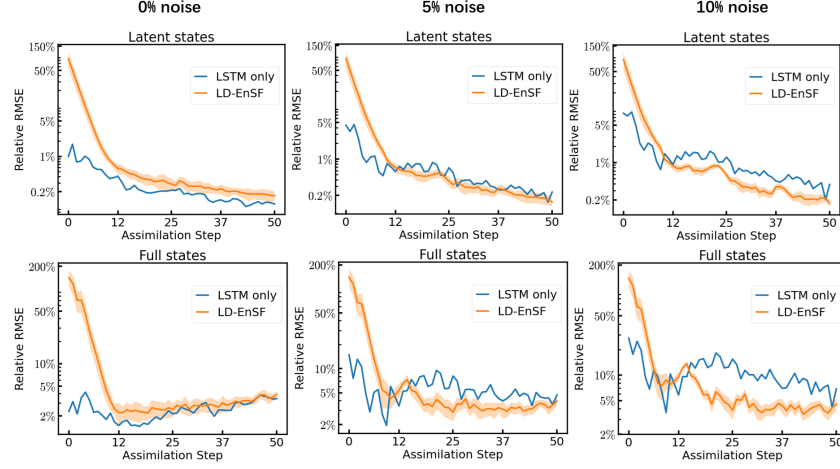 0% noise
5% noise
10% noise
Latent states
Latent states
Latent states
150%
50%
5%
1%
0.2%
Relative RMSE
LSTM only
LD-EnSF
0
12
25
37
50
Assimilation Step
150%
50%
5%
1%
0.2%
Relative RMSE
LSTM only
LD-EnSF
0
12
25
37
50
Assimilation Step
150%
50%
5%
1%
0.2%
Relative RMSE
LSTM only
LD-EnSF
0
12
25
37
50
Assimilation Step
Full states
Full states
Full states
200%
50%
10%
5%
2%
Relative RMSE
LSTM only
LD-EnSF
0
12
25
37
50
Assimilation Step
200%
50%
10%
5%
2%
Relative RMSE
LSTM only
LD-EnSF
0
12
25
37
50
Assimilation Step
200%
50%
10%
5%
2%
Relative RMSE
LSTM only
LD-EnSF
0
12
25
37
50
Assimilation Step